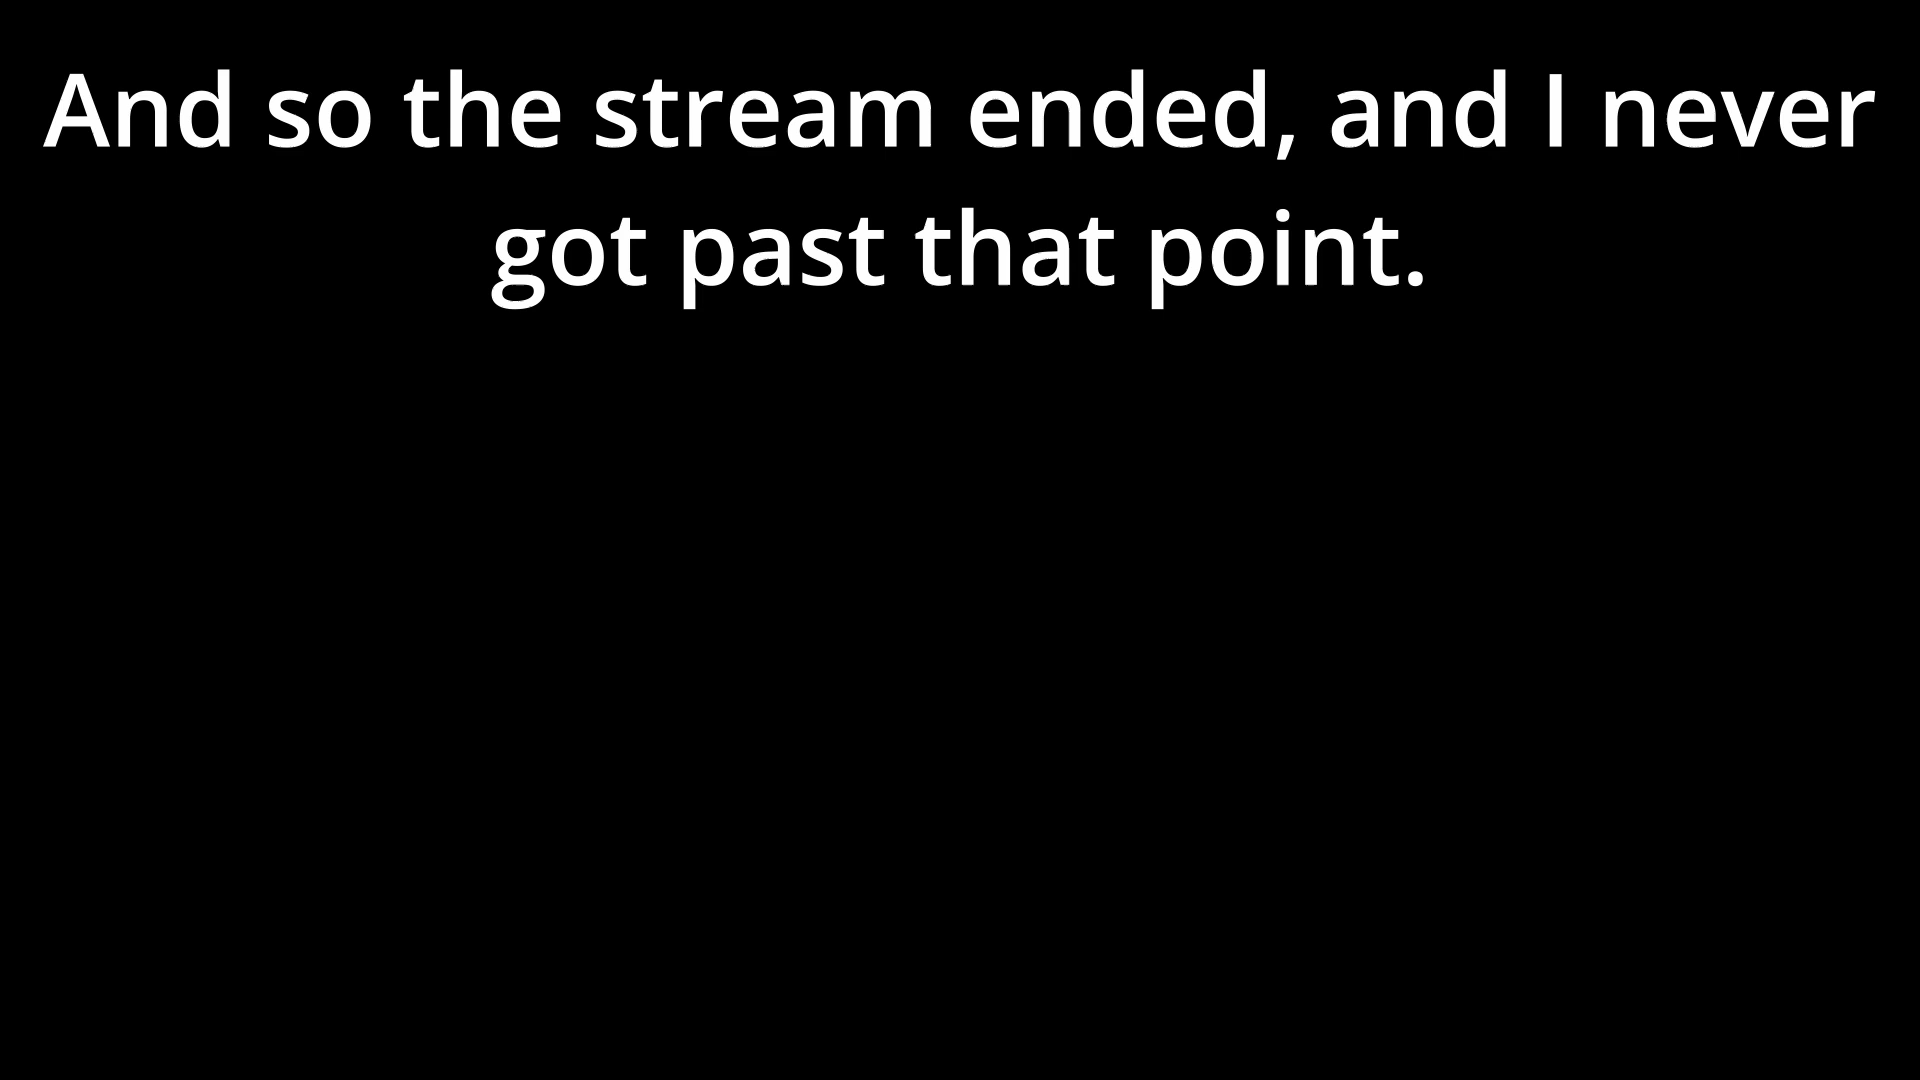 And so the stream ended, and I never
got past that point.